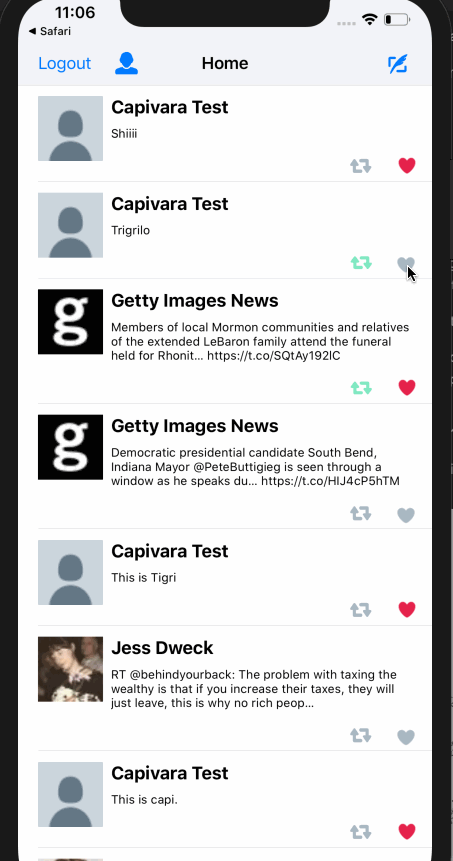 11:06
◀ Safari
Logout Home
Capivara Test
Shiiii
Capivara Test
Trigrilo
g
Getty Images News
Members of local Mormon communities and relatives
of the extended LeBaron family attend the funeral
held for Rhonit... https://t.co/SQtAy192lC
g
Getty Images News
Democratic presidential candidate South Bend,
Indiana Mayor @PeteButtigieg is seen through a
window as he speaks du... https://t.co/HIJ4cP5hTM
Capivara Test
This is Tigri
Jess Dweck
RT @behindyourback: The problem with taxing the
wealthy is that if you increase their taxes, they will
just leave, this is why no rich peop...
Capivara Test
This is capi.